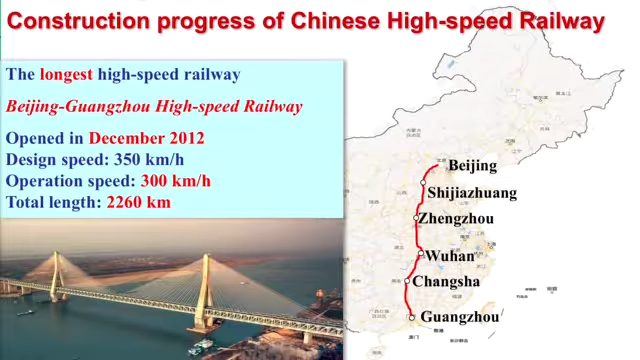 Construction progress of Chinese High-speed Railway
The longest high-speed railway
Beijing-Guangzhou High-speed Railway
Opened in December 2012
Design speed: 350 km/h
Operation speed: 300 km/h
Total length: 2260 km
Beijing
Shijiazhuang
Zhengzhou
Wuhan
Changsha
Guangzhou